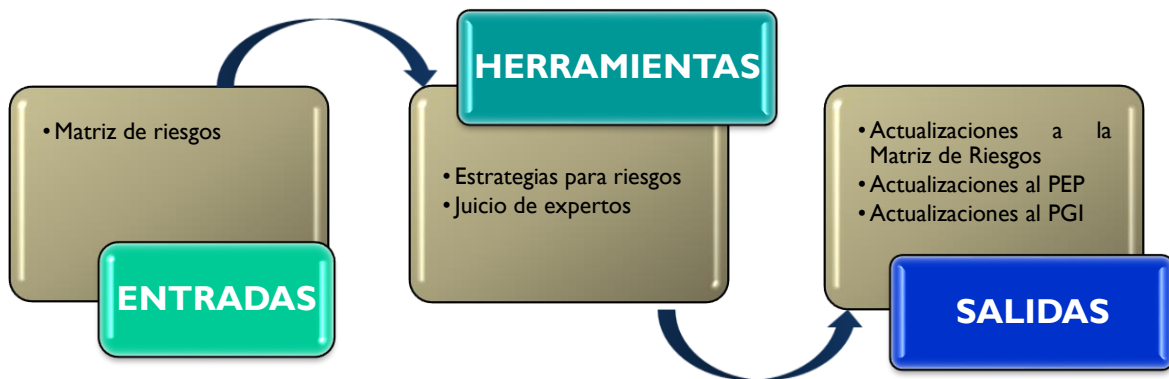 • Matriz de riesgos
ENTRADAS
HERRAMIENTAS
• Estrategias para riesgos
• Juicio de expertos
• Actualizaciones a la
Matriz de Riesgos
• Actualizaciones al PEP
• Actualizaciones al PGI
SALIDAS